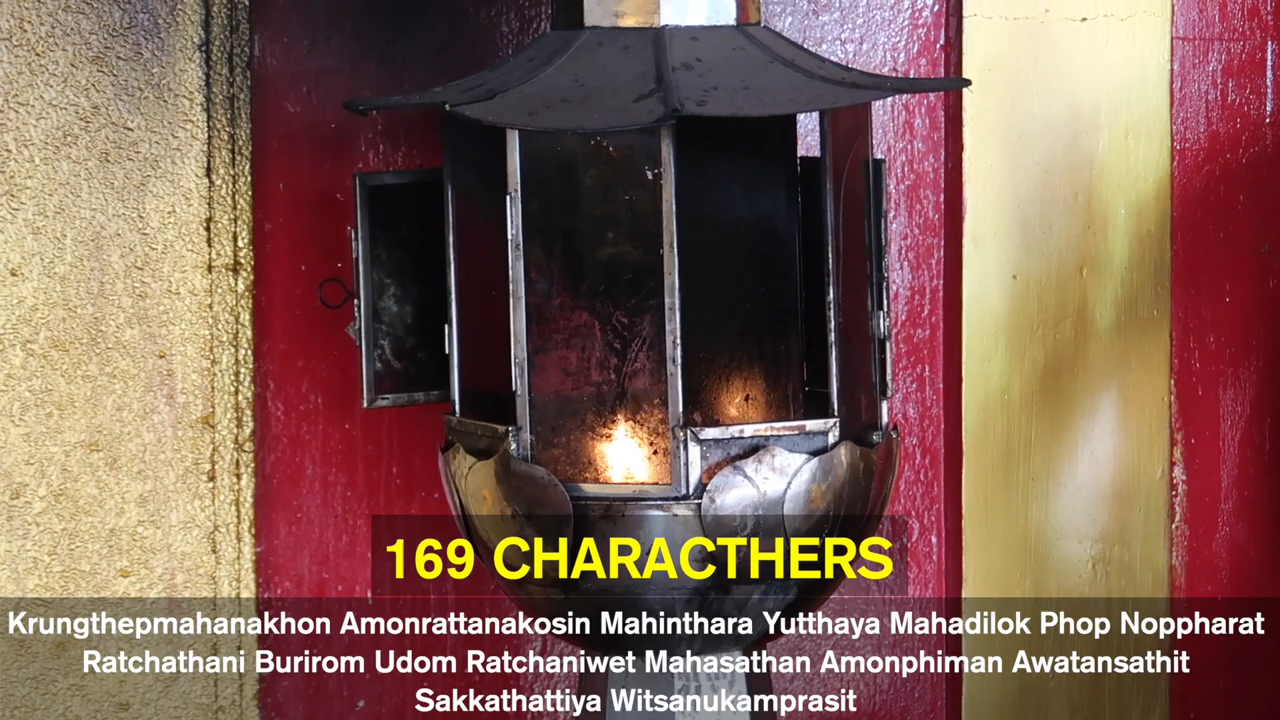 169 CHARACTHERS
Krungthepmahanakhon Amonrattanakosin Mahinthara Yutthaya Mahadilok Phop Noppharat
Ratchathani Burirom Udom Ratchaniwet Mahasathan Amonphiman Awatansathit
Sakkathattiya Witsanukamprasit